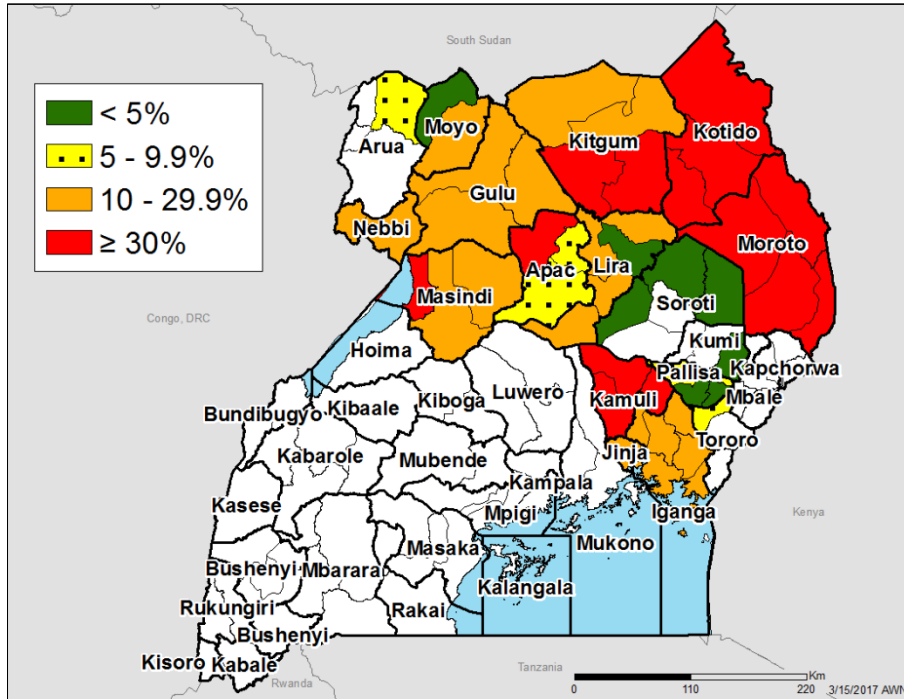 South Sudan
< 5%
5 - 9.9%
10 - 29.9%
≥ 30%
Moyo
Arua
Kitgum
Kotido
Gulu
Nebbi
Moroto
Apac
Lira
Masindi
Soroti
Congo, DRC
Hoima
Kumi
Pallisa
Kapchorwa
Bundibugyo
Kibaale
Kiboga
Luwero
Kamuli
Mbale
Tororo
Kabarole
Mubende
Jinja
Kampala
Kasese
Mpigi
Iganga
Kenya
Masaka
Mukono
Bushenyi
Mbarara
Kalangala
Rukungiri
Rakai
Bushenyi
Kisoro
Kabale
Tanzania
Rwanda
Km
0 110 220
3/15/2017 AWN